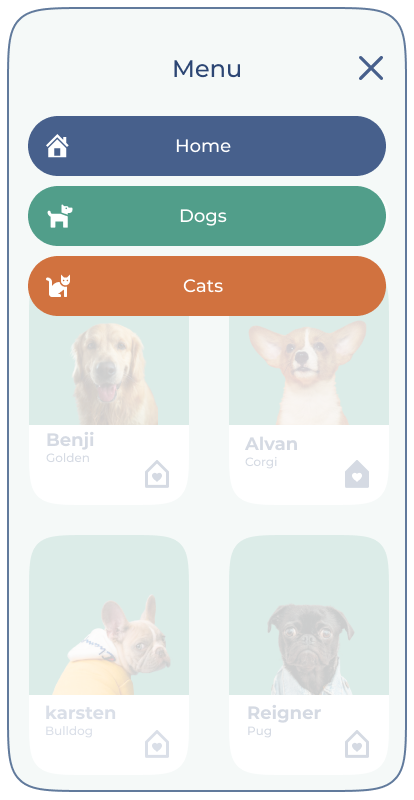 Menu
Home
Dogs
Cats
Benji
Golden
Alvan
Corgi
karsten
Bulldog
Reigner
Pug